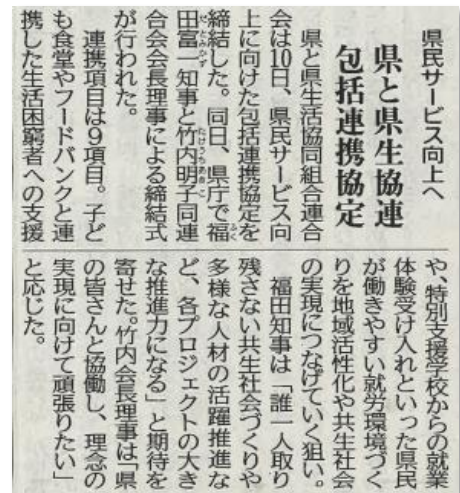 県民サービス向上へ
県と県生協連
包括連携協定
県と県生活協同組合連合
会は10日、県民サービス向
上に向けた包括連携協定を
締結した。同日、県庁で福
田富一知事と竹内明子同連
合会会長理事による締結式
が行われた。
連携項目は9項目。子ど
も食堂やフードバンクと連
携した生活困窮者への支援
や、特別支援学校からの就業
体験受け入れといった県民
が働きやすい就労環境づく
りを地域活性化や共生社会
の実現につなげていく狙い。
福田知事は「誰一人取り
残さない共生社会づくりや
多様な人材の活躍推進な
ど、各プロジェクトの大き
な推進力になる」と期待を
寄せた。竹内会長理事は「県
の皆さんと協働し、理念の
実現に向けて頑張りたい」
と応じた。